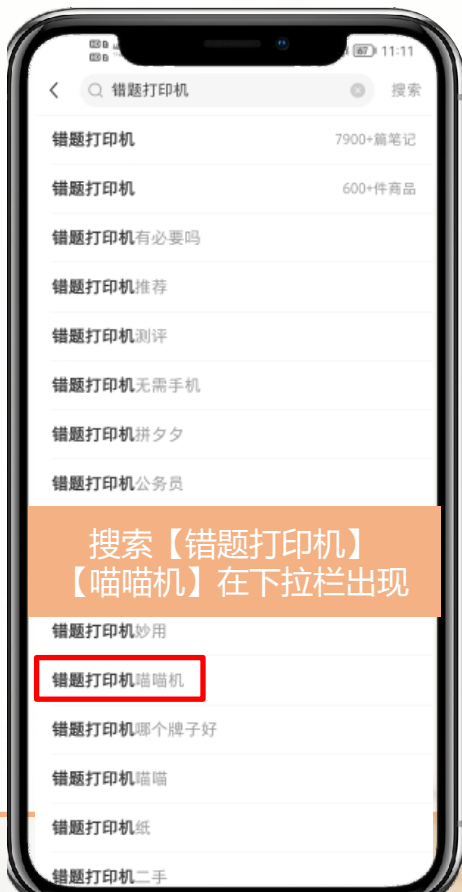 67 11:11
错题打印机 搜索
错题打印机 7900+篇笔记
错题打印机 600+件商品
错题打印机有必要吗
错题打印机推荐
错题打印机测评
错题打印机无需手机
错题打印机拼夕夕
错题打印机公务员
搜索【错题打印机】
【喵喵机】在下拉栏出现
错题打印机妙用
错题打印机喵喵机
错题打印机哪个牌子好
错题打印机喵喵
错题打印机纸
错题打印机二手